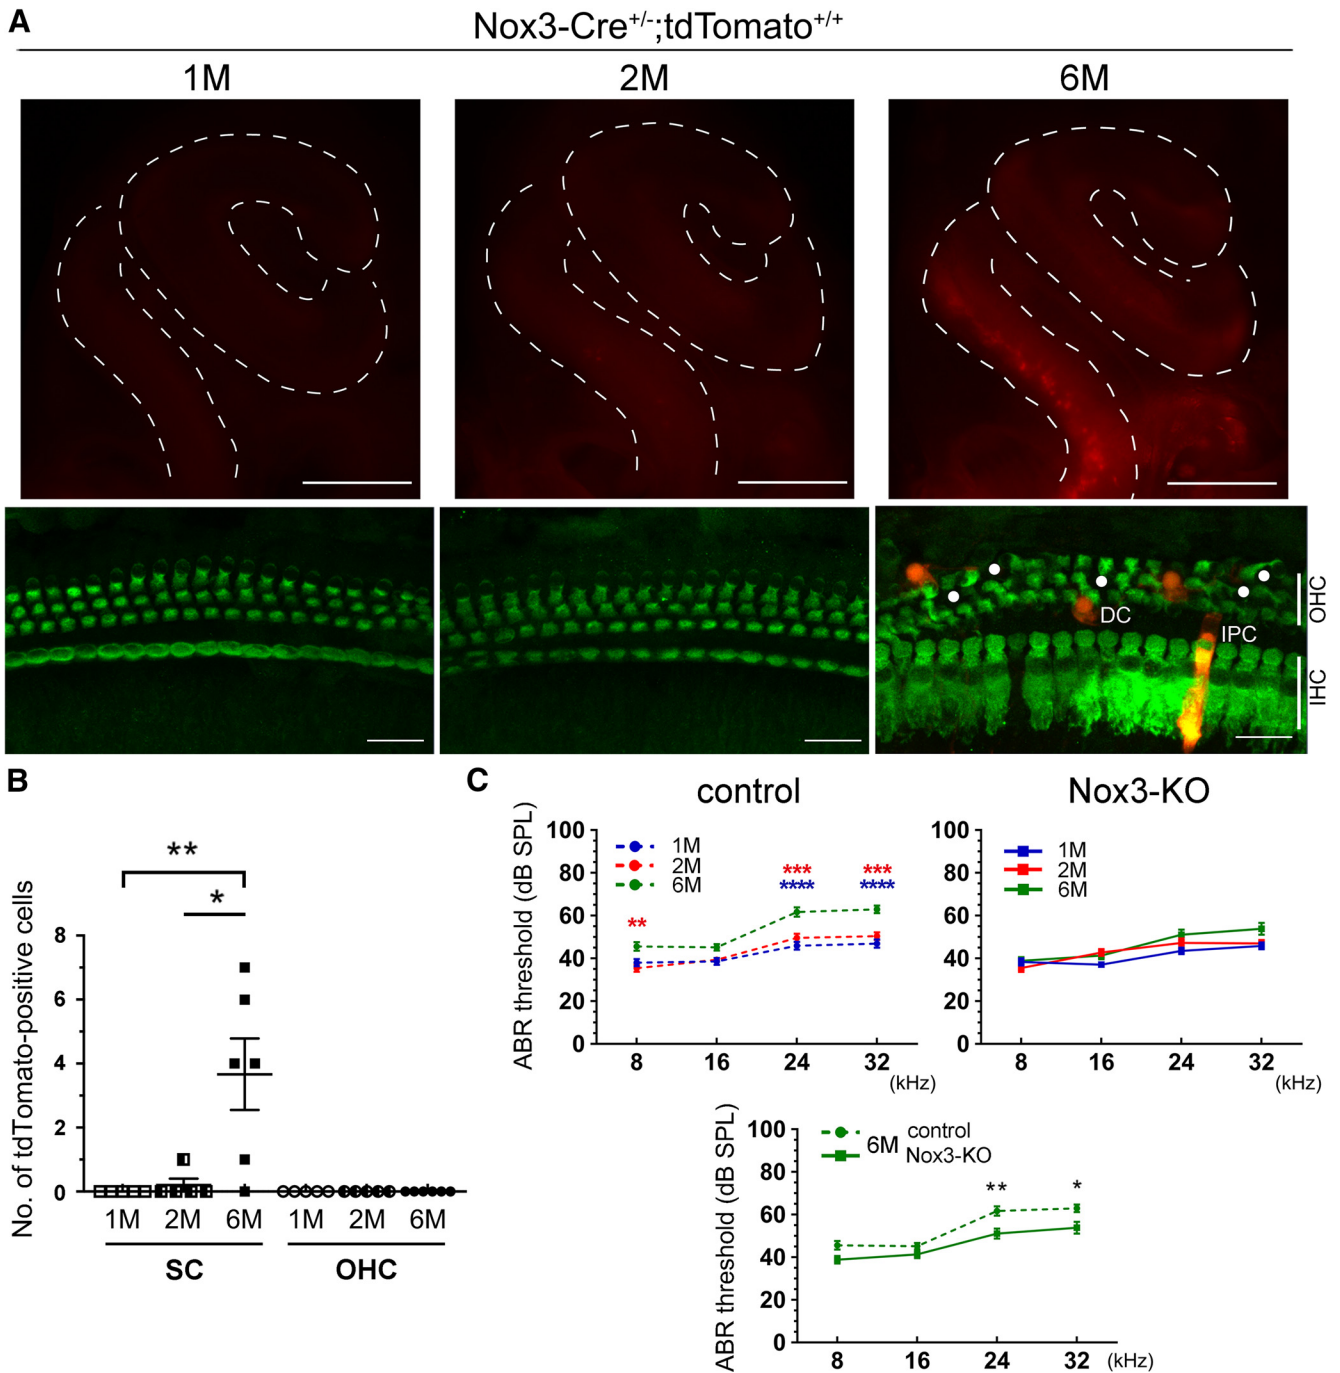 A
Nox3-Cre+/-;tdTomato+/+
1M 2M 6M
DC
IPC
OHC
IHC
B
**
*
No. of tdTomato-positive cells
8
6
4
2
0
1M 2M 6M 1M 2M 6M
SC OHC
C
control
ABR threshold (dB SPL)
100
80
60
40
20
0
1M
2M
6M
*** ***
**** ****
**
8 16 24 32
(kHz)
Nox3-KO
100
80
60
40
20
0
1M
2M
6M
8 16 24 32
(kHz)
ABR threshold (dB SPL)
100
80
60
40
20
0
6M control
Nox3-KO
** *
8 16 24 32 (kHz)